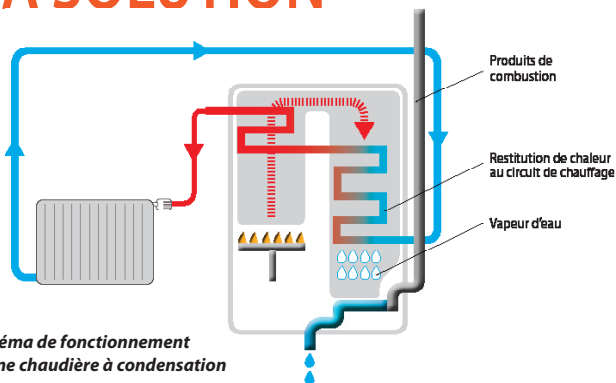 A SOLUTION
Produits de
combustion
Restitution de chaleur
au circuit de chauffage
Vapeur d'eau
éma de fonctionnement
ne chaudière à condensation